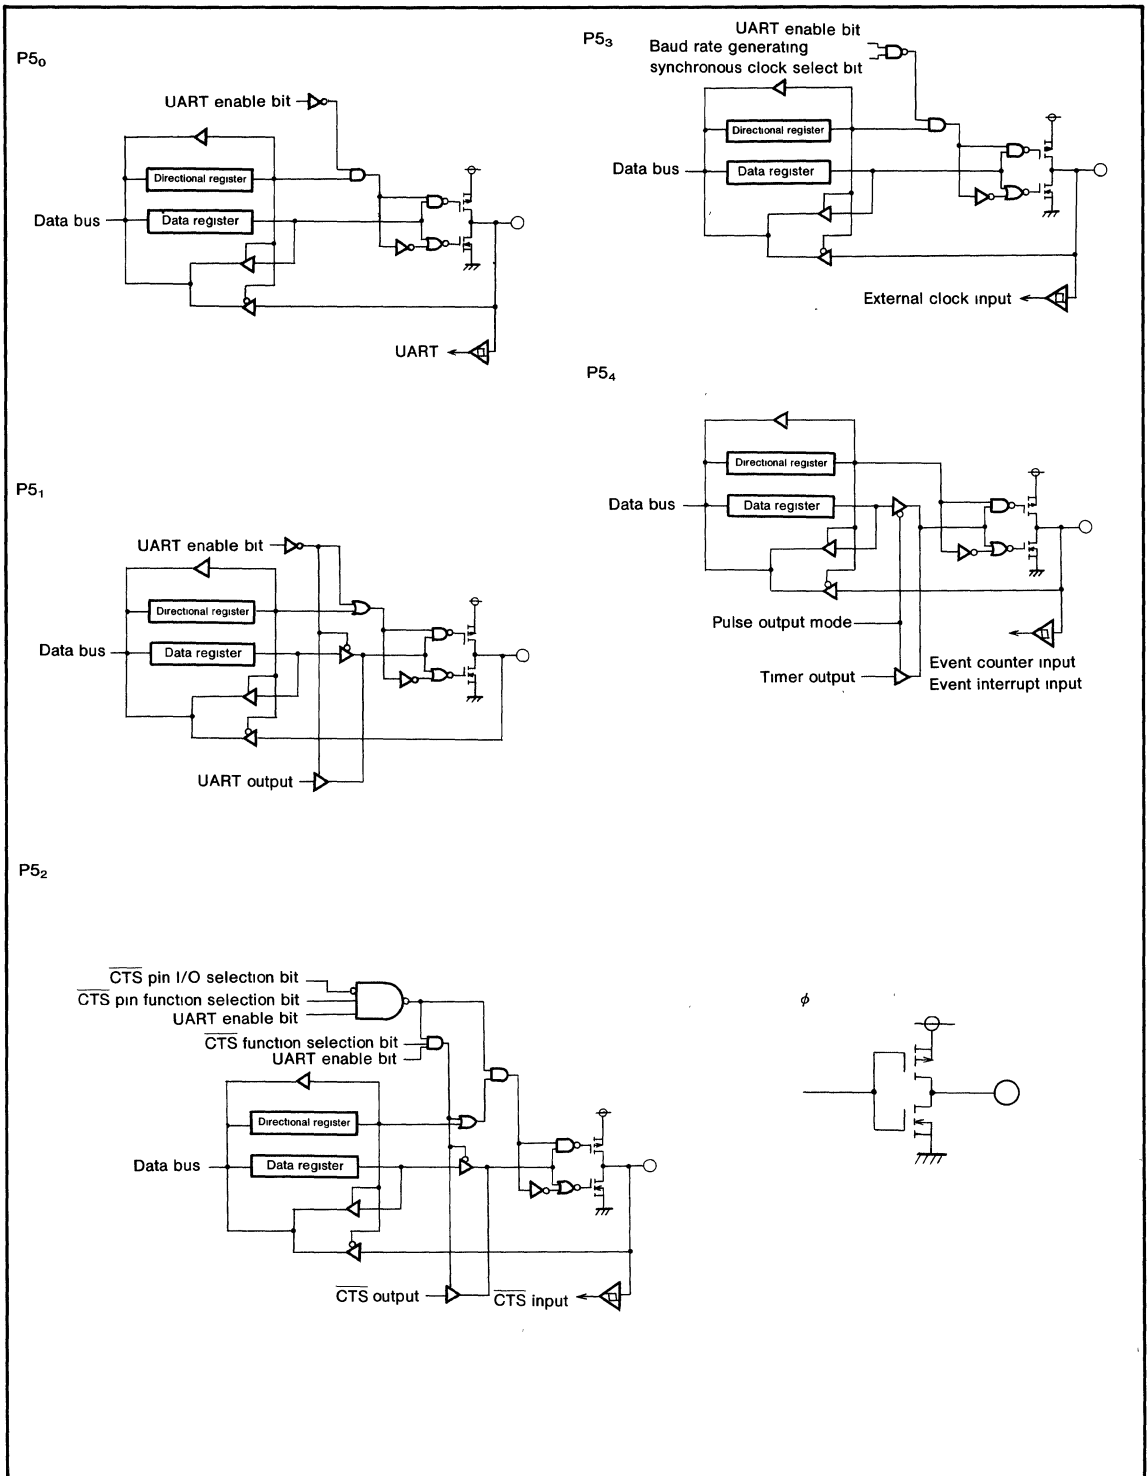 P5₀
UART enable bit
Directional register
Data bus
Data register
UART
P5₁
UART enable bit
Directional register
Data bus
Data register
UART output
P5₂
CTS pin I/O selection bit
CTS pin function selection bit
UART enable bit
CTS function selection bit
UART enable bit
Directional register
Data bus
Data register
CTS output
CTS input
P5₃
UART enable bit
Baud rate generating
synchronous clock select bit
Directional register
Data bus
Data register
External clock input
P5₄
Directional register
Data bus
Data register
Pulse output mode
Timer output
Event counter input
Event interrupt input
ϕ